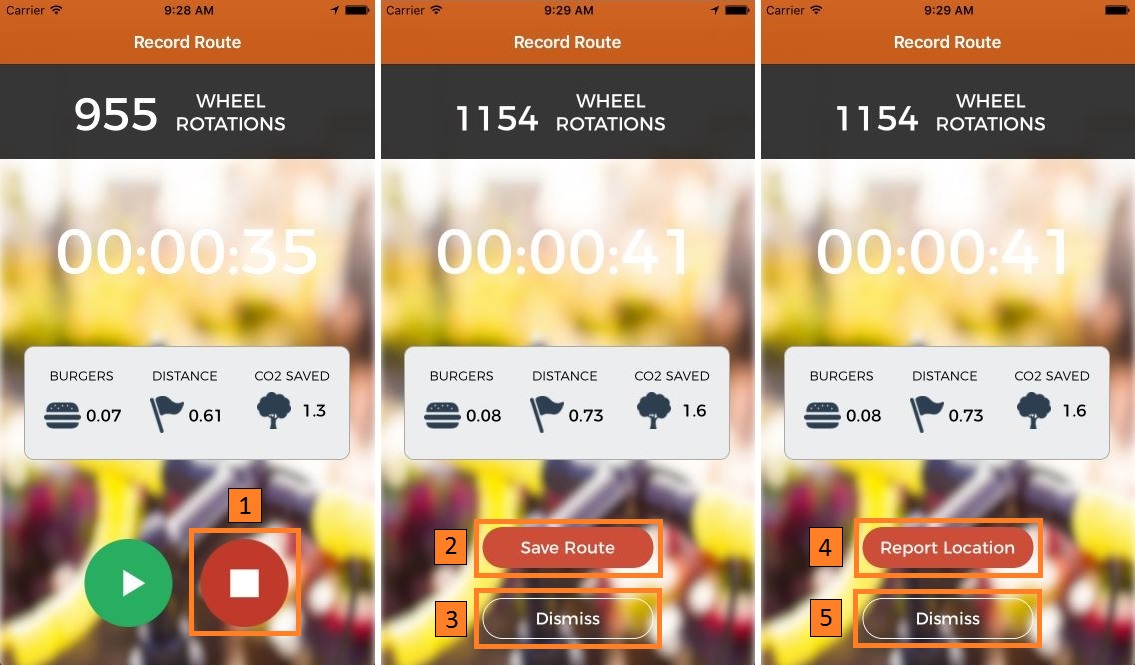 Carrier 9:28 AM
Record Route
955 WHEEL ROTATIONS
00:00:35
BURGERS DISTANCE CO2 SAVED
0.07 0.61 1.3
1
Carrier 9:29 AM
Record Route
1154 WHEEL ROTATIONS
00:00:41
BURGERS DISTANCE CO2 SAVED
0.08 0.73 1.6
2 Save Route
3 Dismiss
Carrier 9:29 AM
Record Route
1154 WHEEL ROTATIONS
00:00:41
BURGERS DISTANCE CO2 SAVED
0.08 0.73 1.6
4 Report Location
5 Dismiss